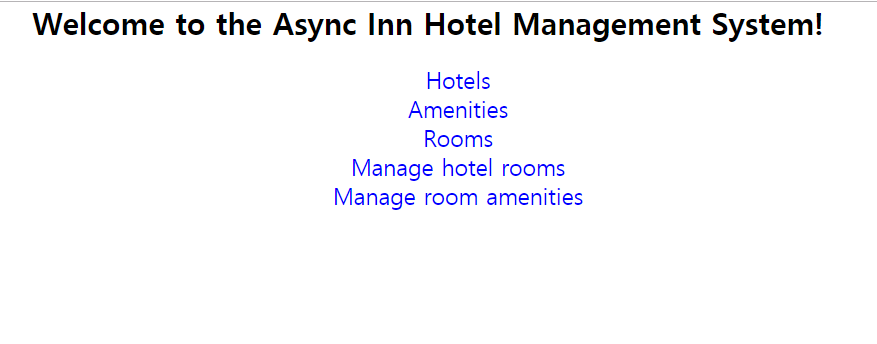 Welcome to the Async Inn Hotel Management System!
Hotels
Amenities
Rooms
Manage hotel rooms
Manage room amenities